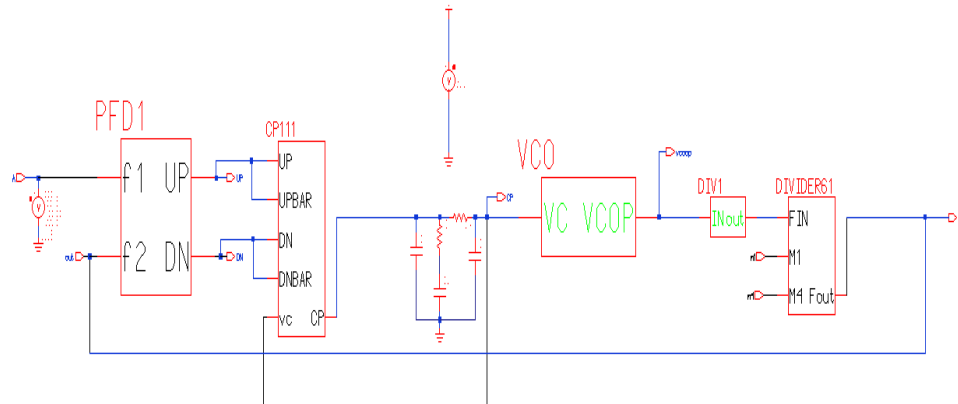 PFD1
f1 UP
f2 DN
A
out
UP
DN
CP111
UP
UPBAR
DN
DNBAR
vc CP
V
V
CP
VCO
VC VCOP
vcop
DIV1
INout
DIVIDER61
FIN
M1
M4 Fout